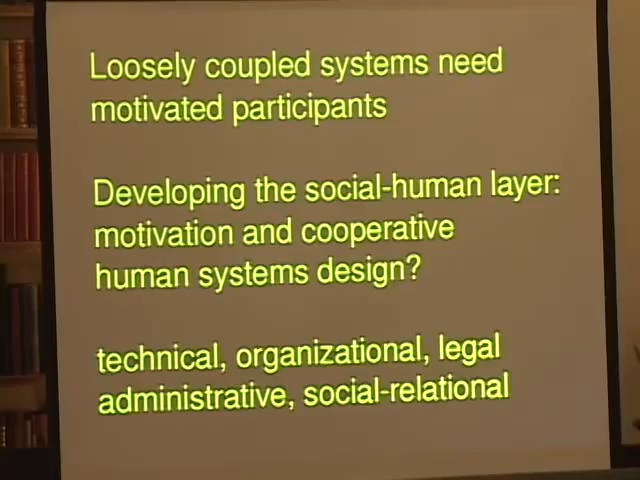 Loosely coupled systems need
motivated participants
Developing the social-human layer:
motivation and cooperative
human systems design?
technical, organizational, legal
administrative, social-relational